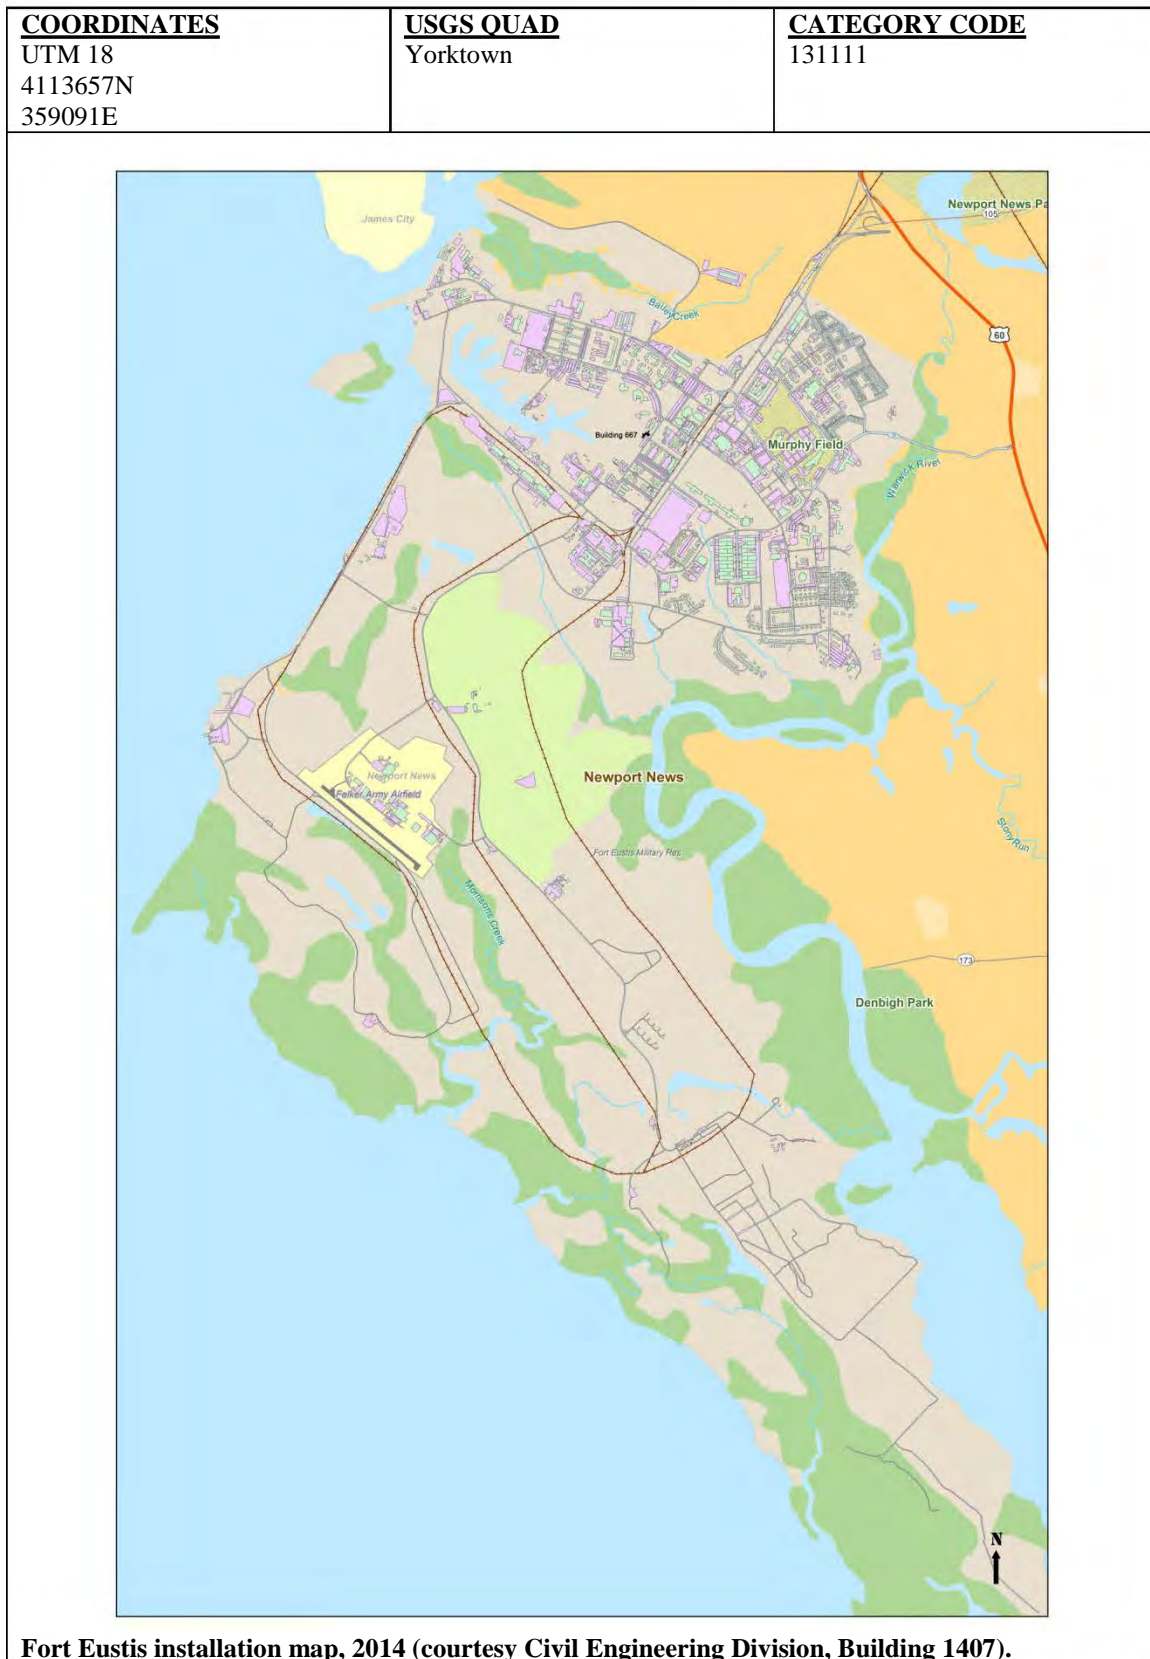 COORDINATES
UTM 18
4113657N
359091E
USGS QUAD
Yorktown
CATEGORY CODE
131111
James City
Newport News Pa
105
Bailey Creek
60
Building 667
Murphy Field
Warwick River
Newport News
Felker Army Airfield
Newport News
Fort Eustis Military Res
Stony Run
Morrisons Creek
173
Denbigh Park
N
Fort Eustis installation map, 2014 (courtesy Civil Engineering Division, Building 1407).